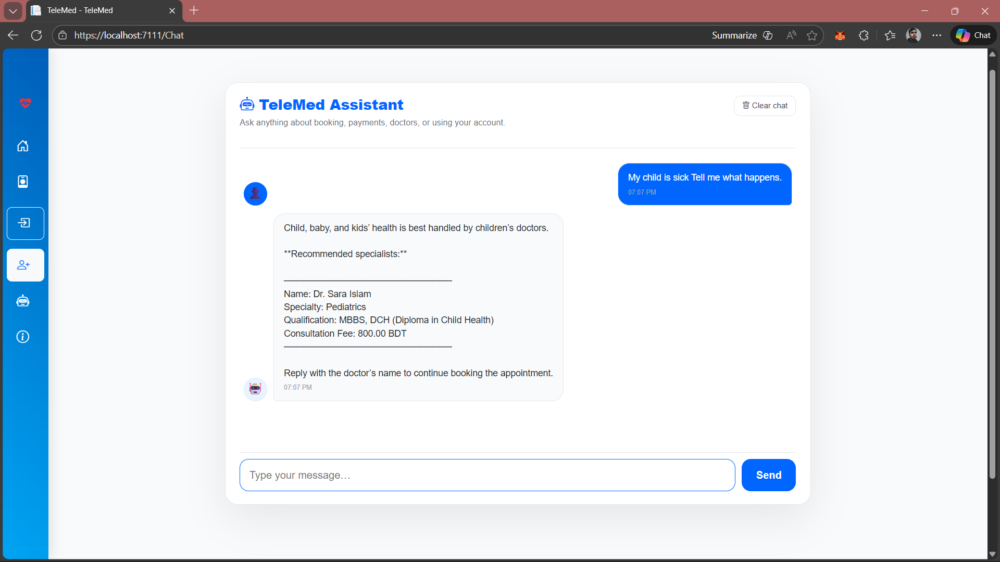 TeleMed - TeleMed
https://localhost:7111/Chat
Summarize
Chat
TeleMed Assistant
Clear chat
Ask anything about booking, payments, doctors, or using your account.
My child is sick Tell me what happens.
07:07 PM
Child, baby, and kids’ health is best handled by children’s doctors.
**Recommended specialists:**
Name: Dr. Sara Islam
Specialty: Pediatrics
Qualification: MBBS, DCH (Diploma in Child Health)
Consultation Fee: 800.00 BDT
Reply with the doctor’s name to continue booking the appointment.
07:07 PM
Type your message…
Send